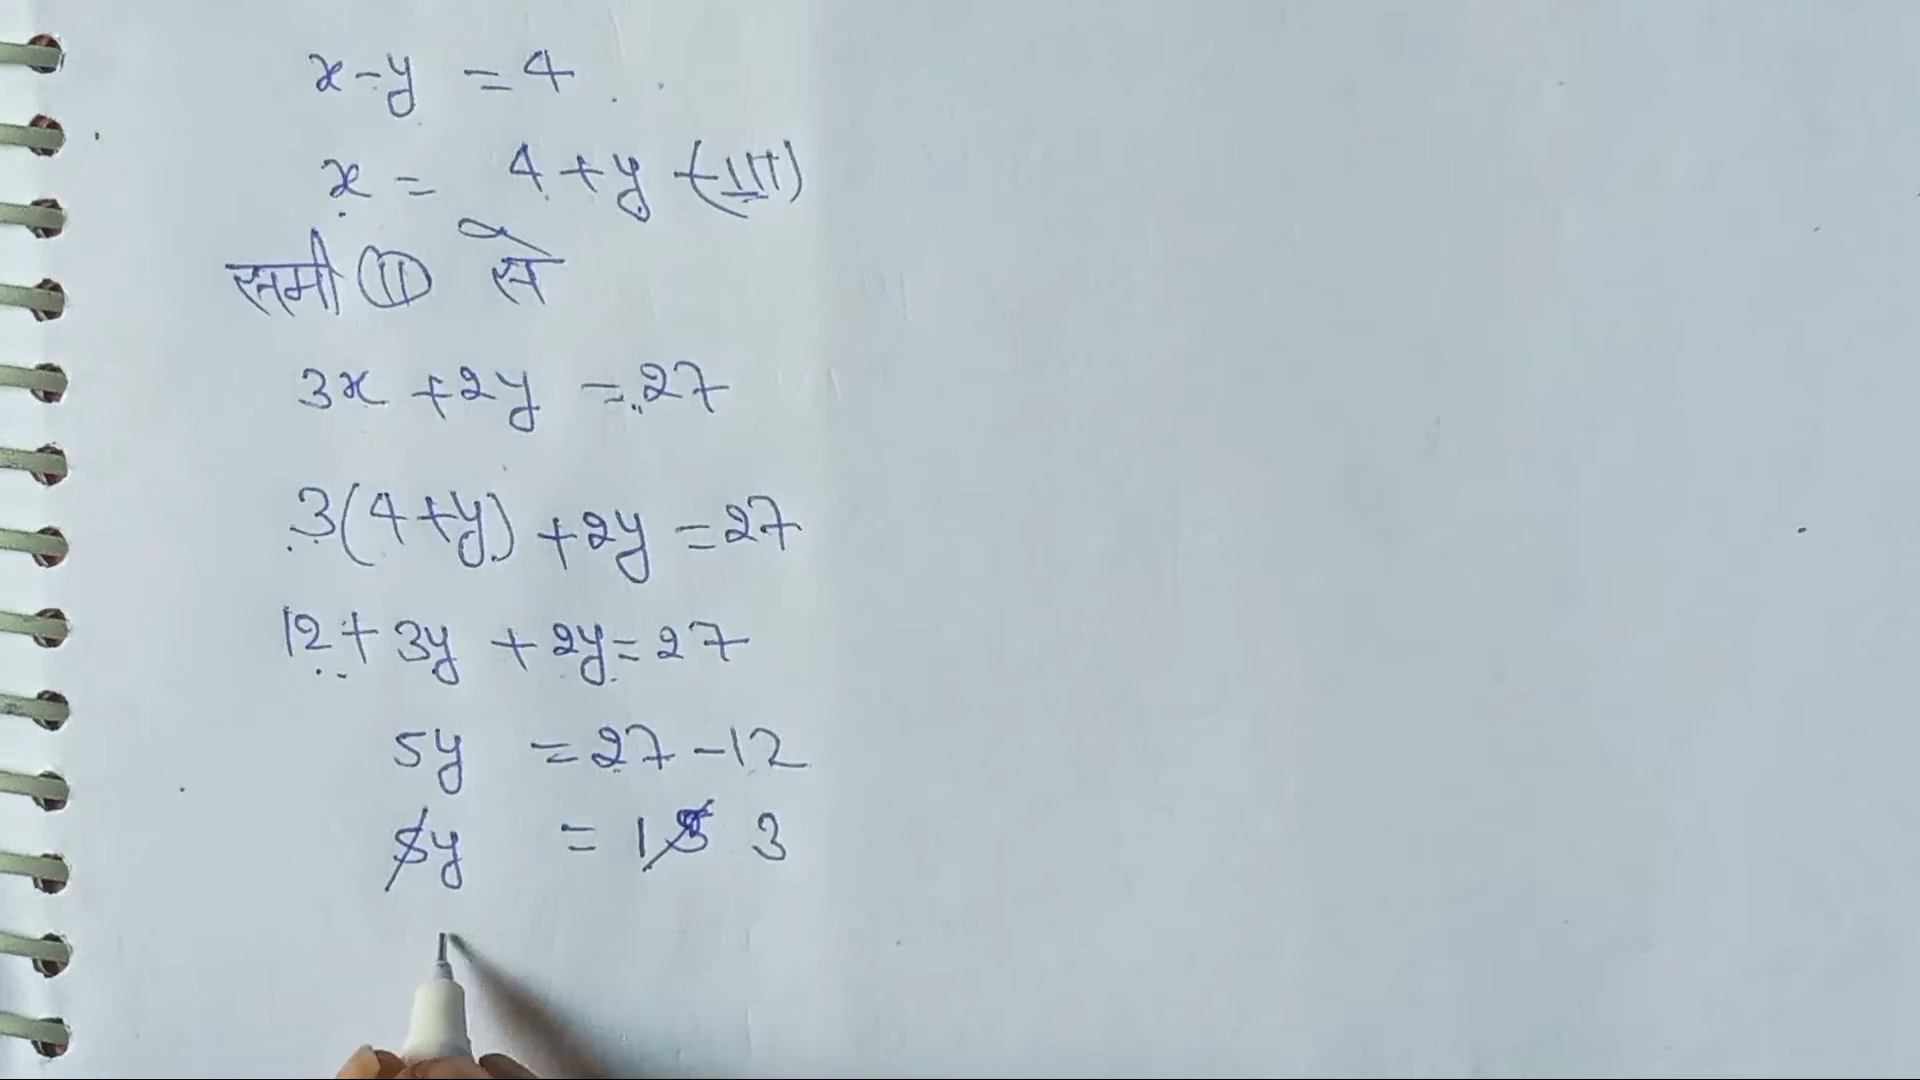 x-y = 4
x = 4+y -(III)
समी (II) से
3x +2y = 27
3(4+y) +2y = 27
12+ 3y + 2y = 27
5y = 27 - 12
5y = 15 3